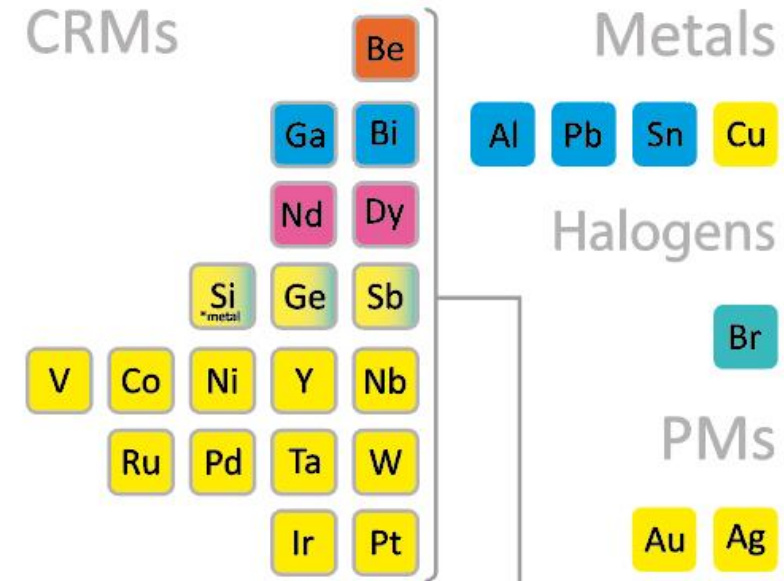 CRMs
Be
Ga Bi
Nd Dy
Si Ge Sb
*metal
V Co Ni Y Nb
Ru Pd Ta W
Ir Pt
Metals
Al Pb Sn Cu
Halogens
Br
PMs
Au Ag